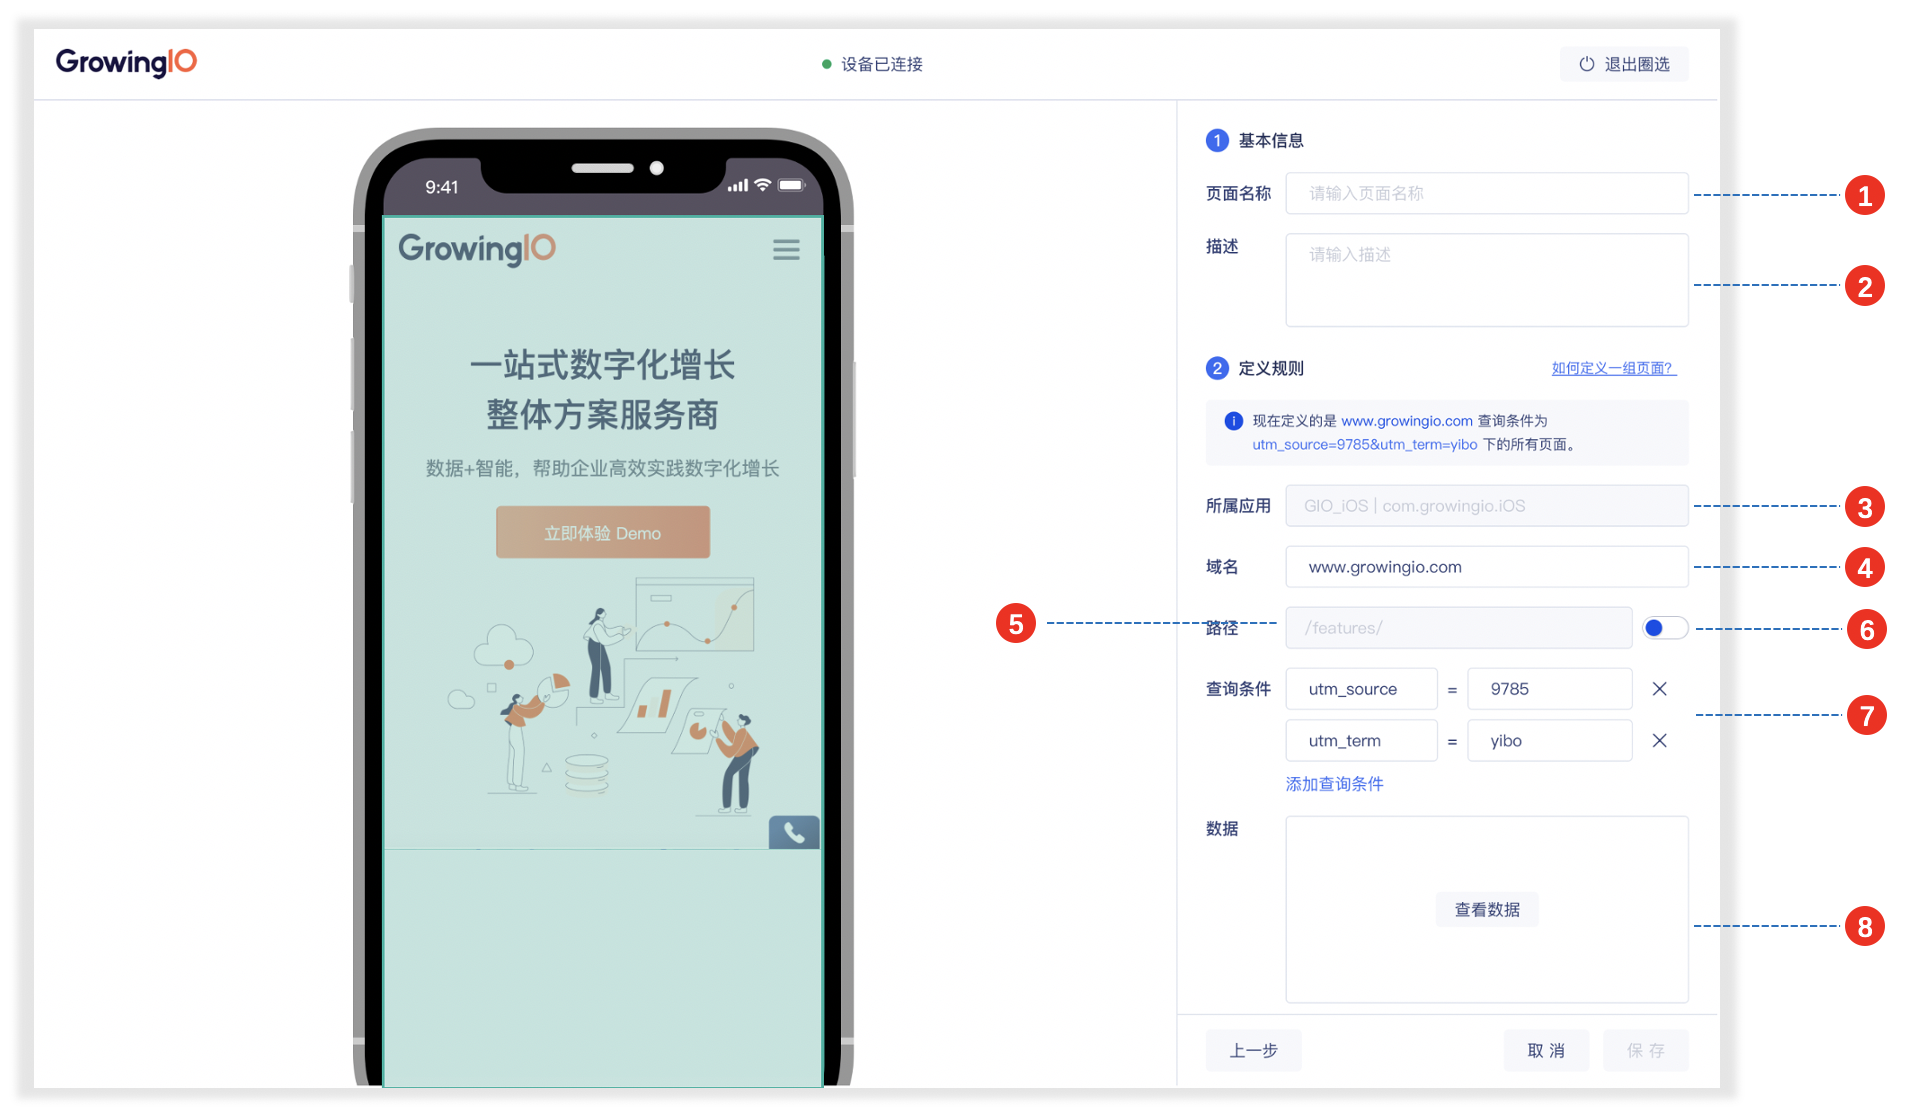 GrowingIO
设备已连接
退出圈选
9:41
GrowingIO
一站式数字化增长
整体方案服务商
数据+智能，帮助企业高效实践数字化增长
立即体验 Demo
1 基本信息
页面名称 请输入页面名称
1
描述 请输入描述
2
2 定义规则 如何定义一组页面？
现在定义的是 www.growingio.com 查询条件为
utm_source=9785&utm_term=yibo 下的所有页面。
所属应用 GIO_iOS | com.growingio.iOS
3
域名 www.growingio.com
4
5
路径 /features/
6
查询条件 utm_source = 9785
utm_term = yibo
7
添加查询条件
数据
查看数据
8
上一步 取 消 保 存